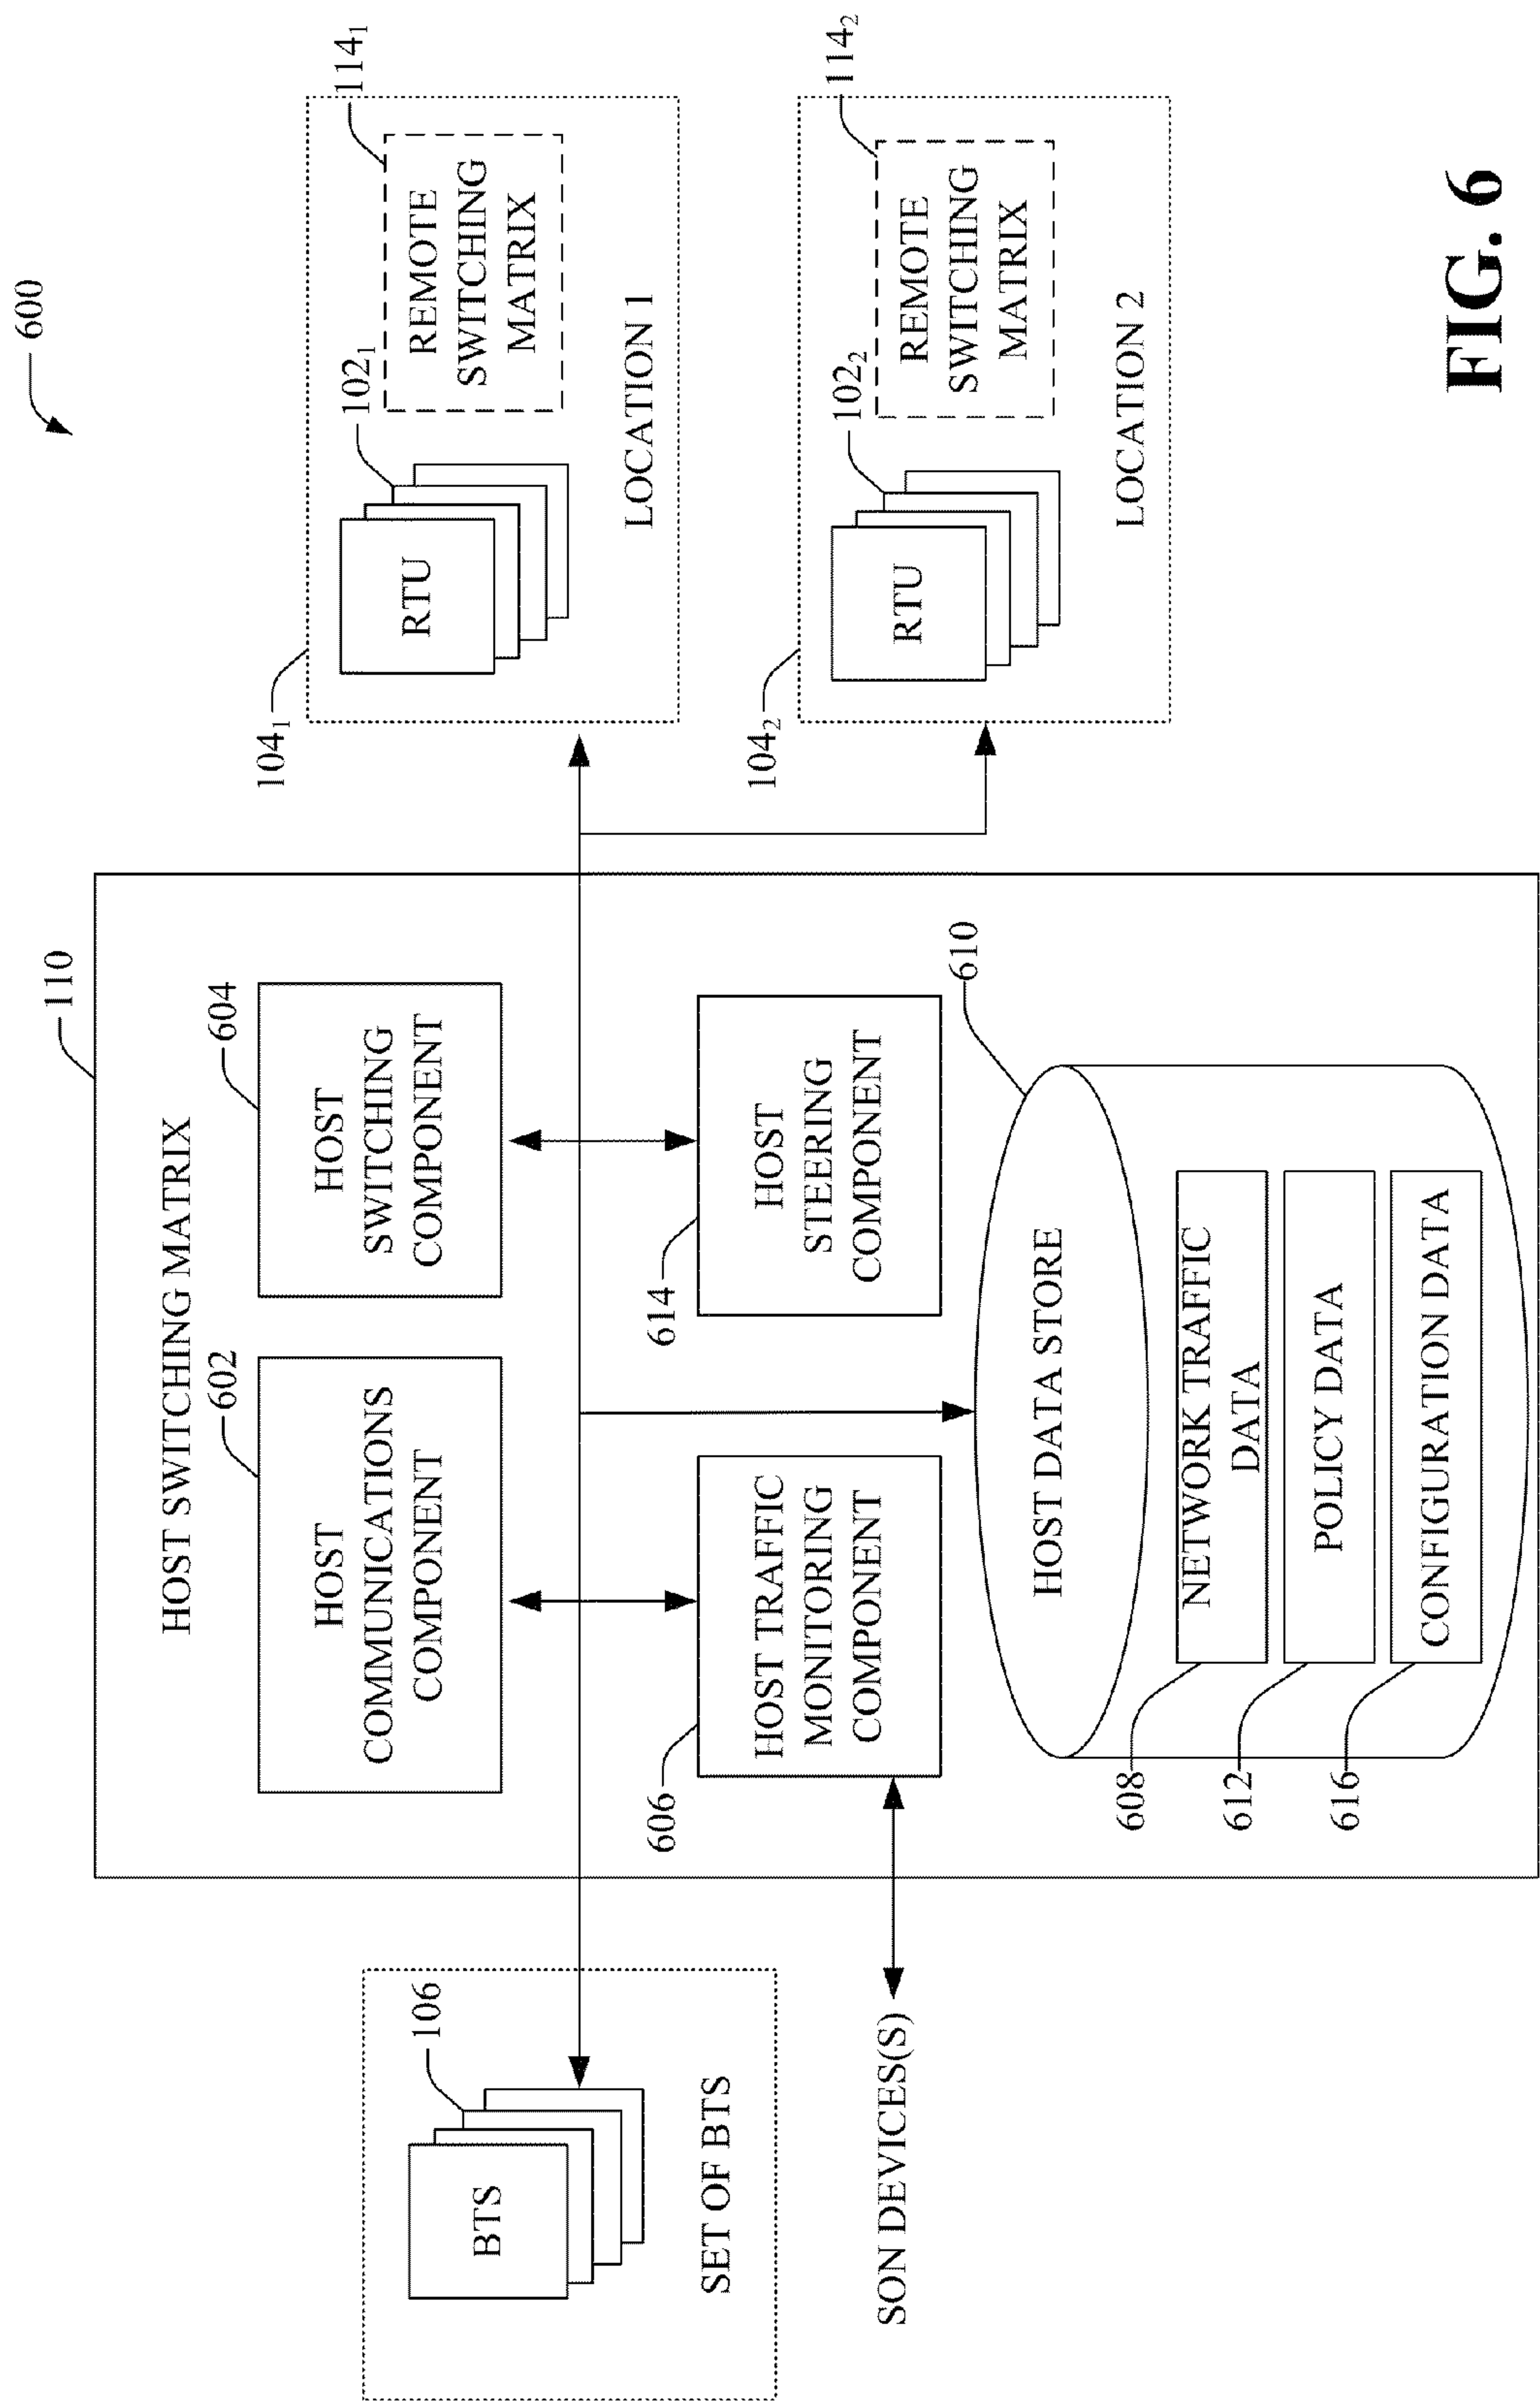 600
110
HOST SWITCHING MATRIX
602
HOST
COMMUNICATIONS
COMPONENT
604
HOST
SWITCHING
COMPONENT
606
HOST TRAFFIC
MONITORING
COMPONENT
614
HOST
STEERING
COMPONENT
610
HOST DATA STORE
608
NETWORK TRAFFIC
DATA
612
POLICY DATA
616
CONFIGURATION DATA
106
BTS
SET OF BTS
SON DEVICES(S)
104₁
RTU
102₁
REMOTE
SWITCHING
MATRIX
114₁
LOCATION 1
104₂
RTU
102₂
REMOTE
SWITCHING
MATRIX
114₂
LOCATION 2
FIG. 6